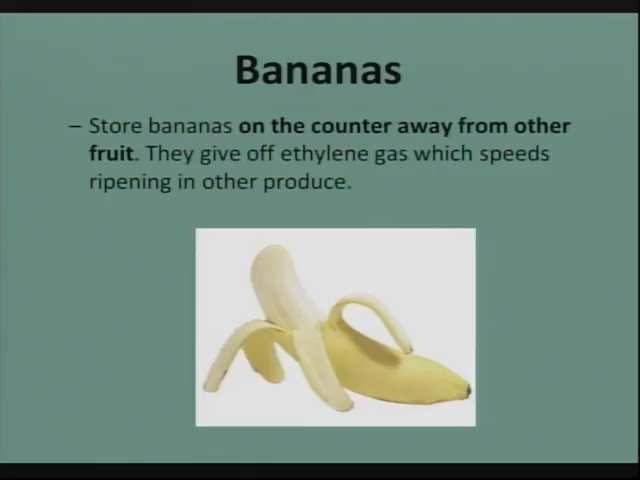 Bananas
– Store bananas on the counter away from other
fruit. They give off ethylene gas which speeds
ripening in other produce.